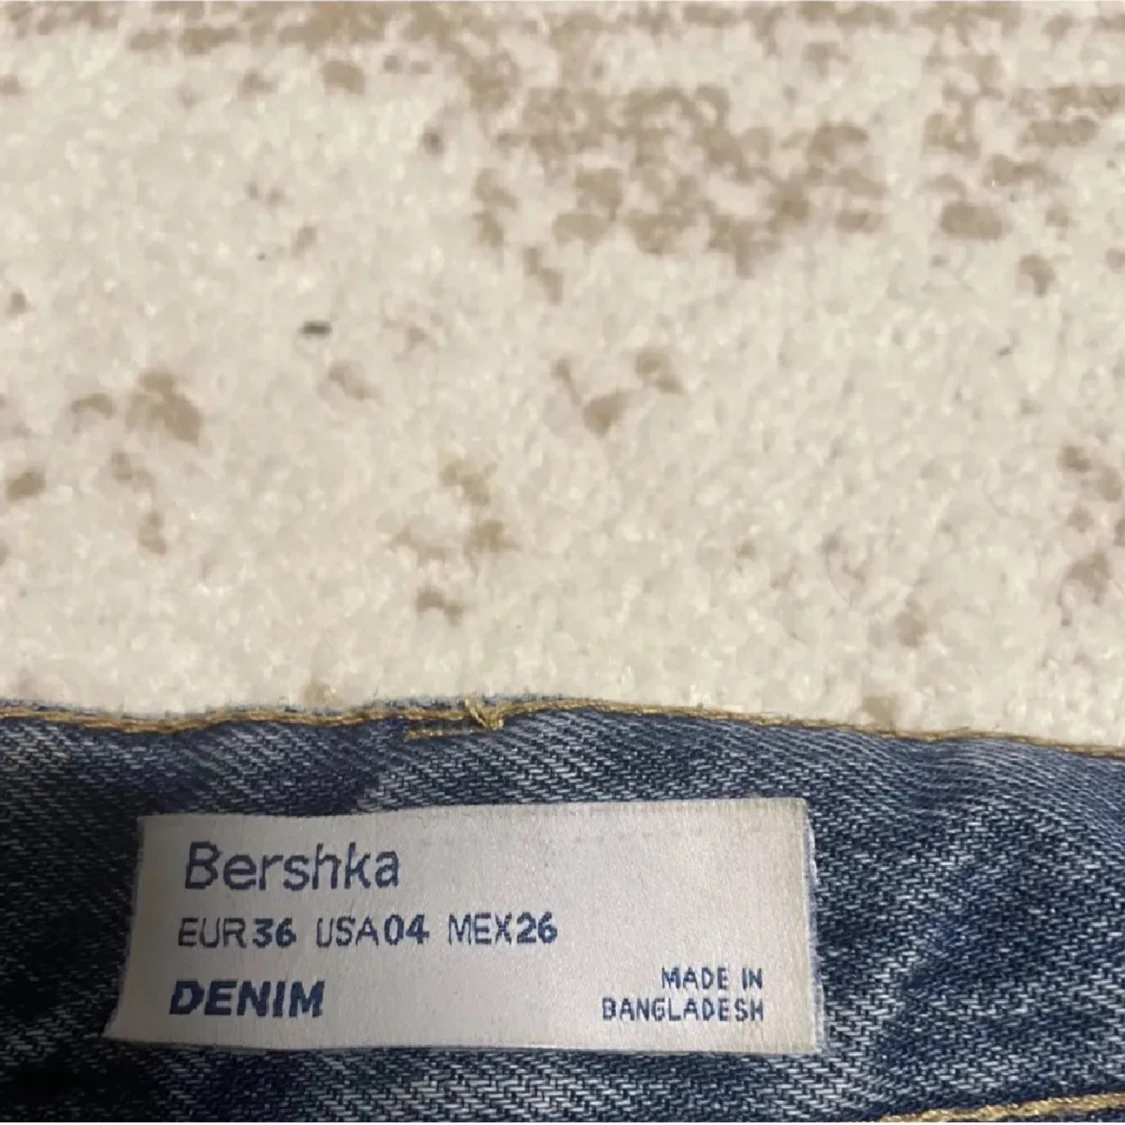 Bershka
EUR36 USA04 MEX26
DENIM
MADE IN
BANGLADESH